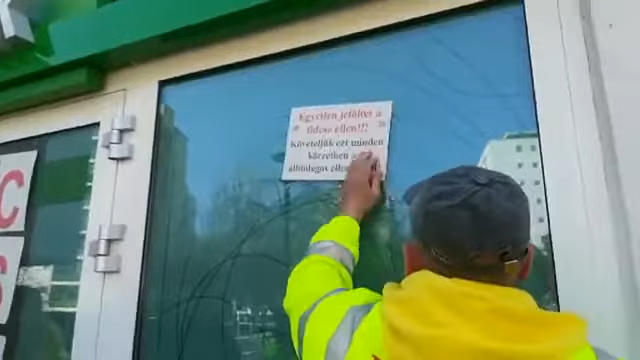 Egyetlen jelöltet a
fidesz ellen!!!
Követeljük ezt minden
körzetben a
C
S